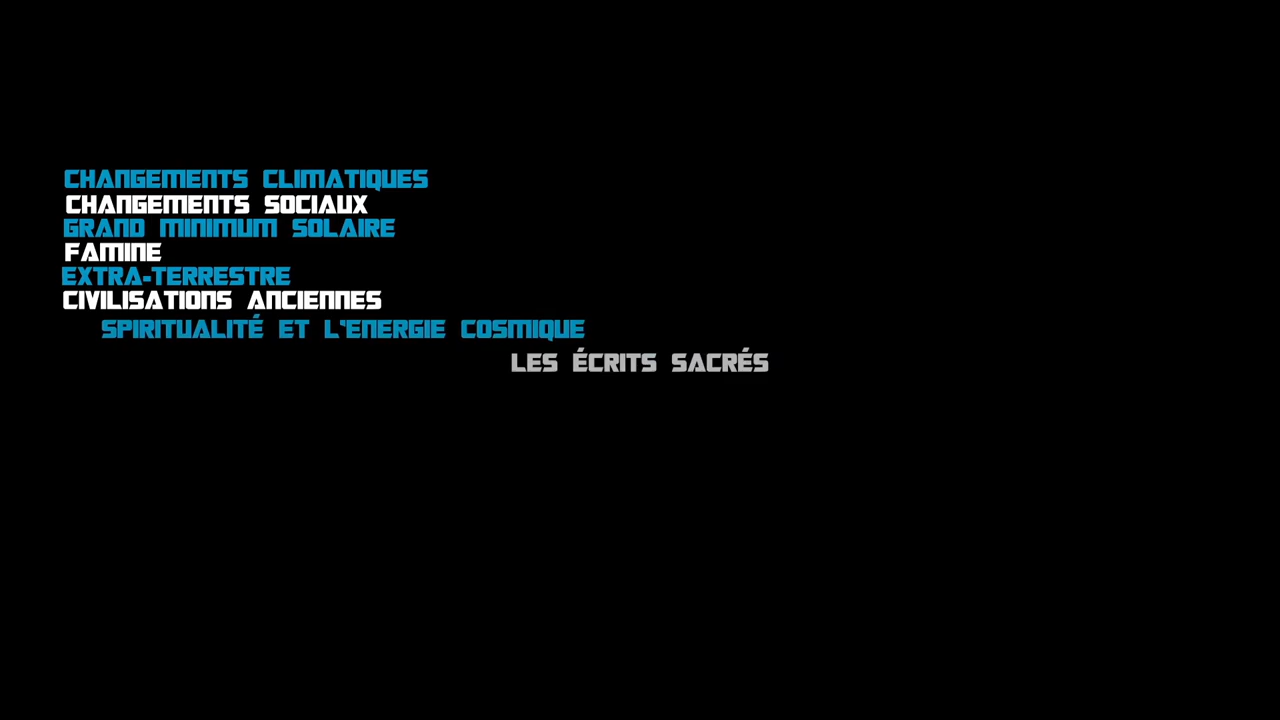 CHANGEMENTS CLIMATIQUES
CHANGEMENTS SOCIAUX
GRAND MINIMUM SOLAIRE
FAMINE
EXTRA-TERRESTRE
CIVILISATIONS ANCIENNES
SPIRITUALITÉ ET L'ENERGIE COSMIQUE
LES ÉCRITS SACRÉS